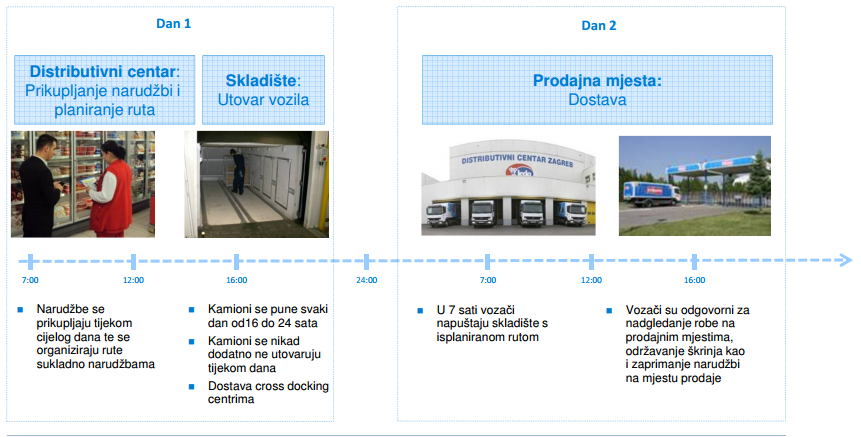 Dan 1
Distributivni centar:
Prikupljanje narudžbi i
planiranje ruta
Skladište:
Utovar vozila
Dan 2
Prodajna mjesta:
Dostava
DISTRIBUTIVNI CENTAR ZAGREB
7:00
12:00
16:00
24:00
7:00
12:00
16:00
Narudžbe se
prikupljaju tijekom
cijelog dana te se
organiziraju rute
sukladno narudžbama
Kamioni se pune svaki
dan od16 do 24 sata
Kamioni se nikad
dodatno ne utovaruju
tijekom dana
Dostava cross docking
centrima
U 7 sati vozači
napuštaju skladište s
isplaniranom rutom
Vozači su odgovorni za
nadgledanje robe na
prodajnim mjestima,
održavanje škrinja kao
i zaprimanje narudžbi
na mjestu prodaje